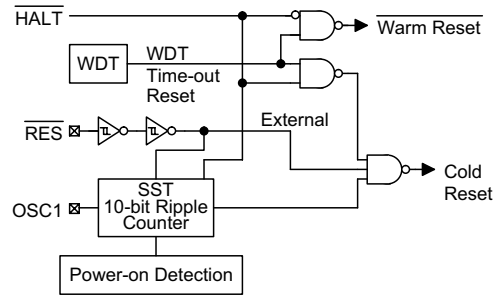 HALT
Warm Reset
WDT
WDT
Time-out
Reset
RES
External
Cold
Reset
SST
10-bit Ripple
Counter
OSC1
Power-on Detection